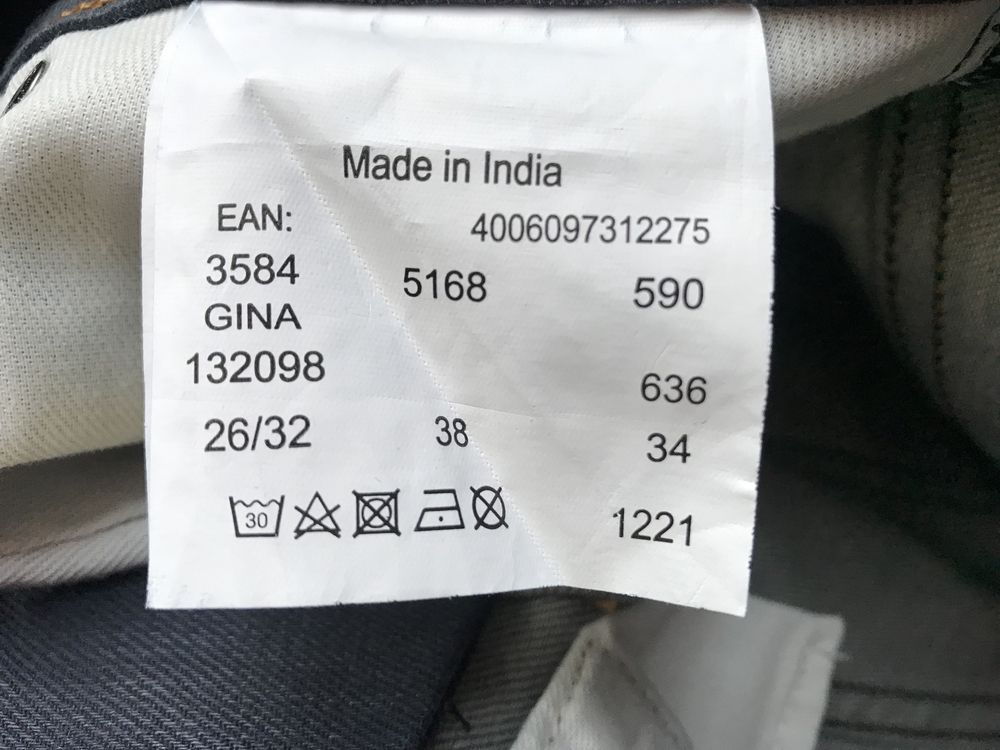 Made in India
EAN: 4006097312275
3584 5168 590
GINA
132098 636
26/32 38 34
30 1221